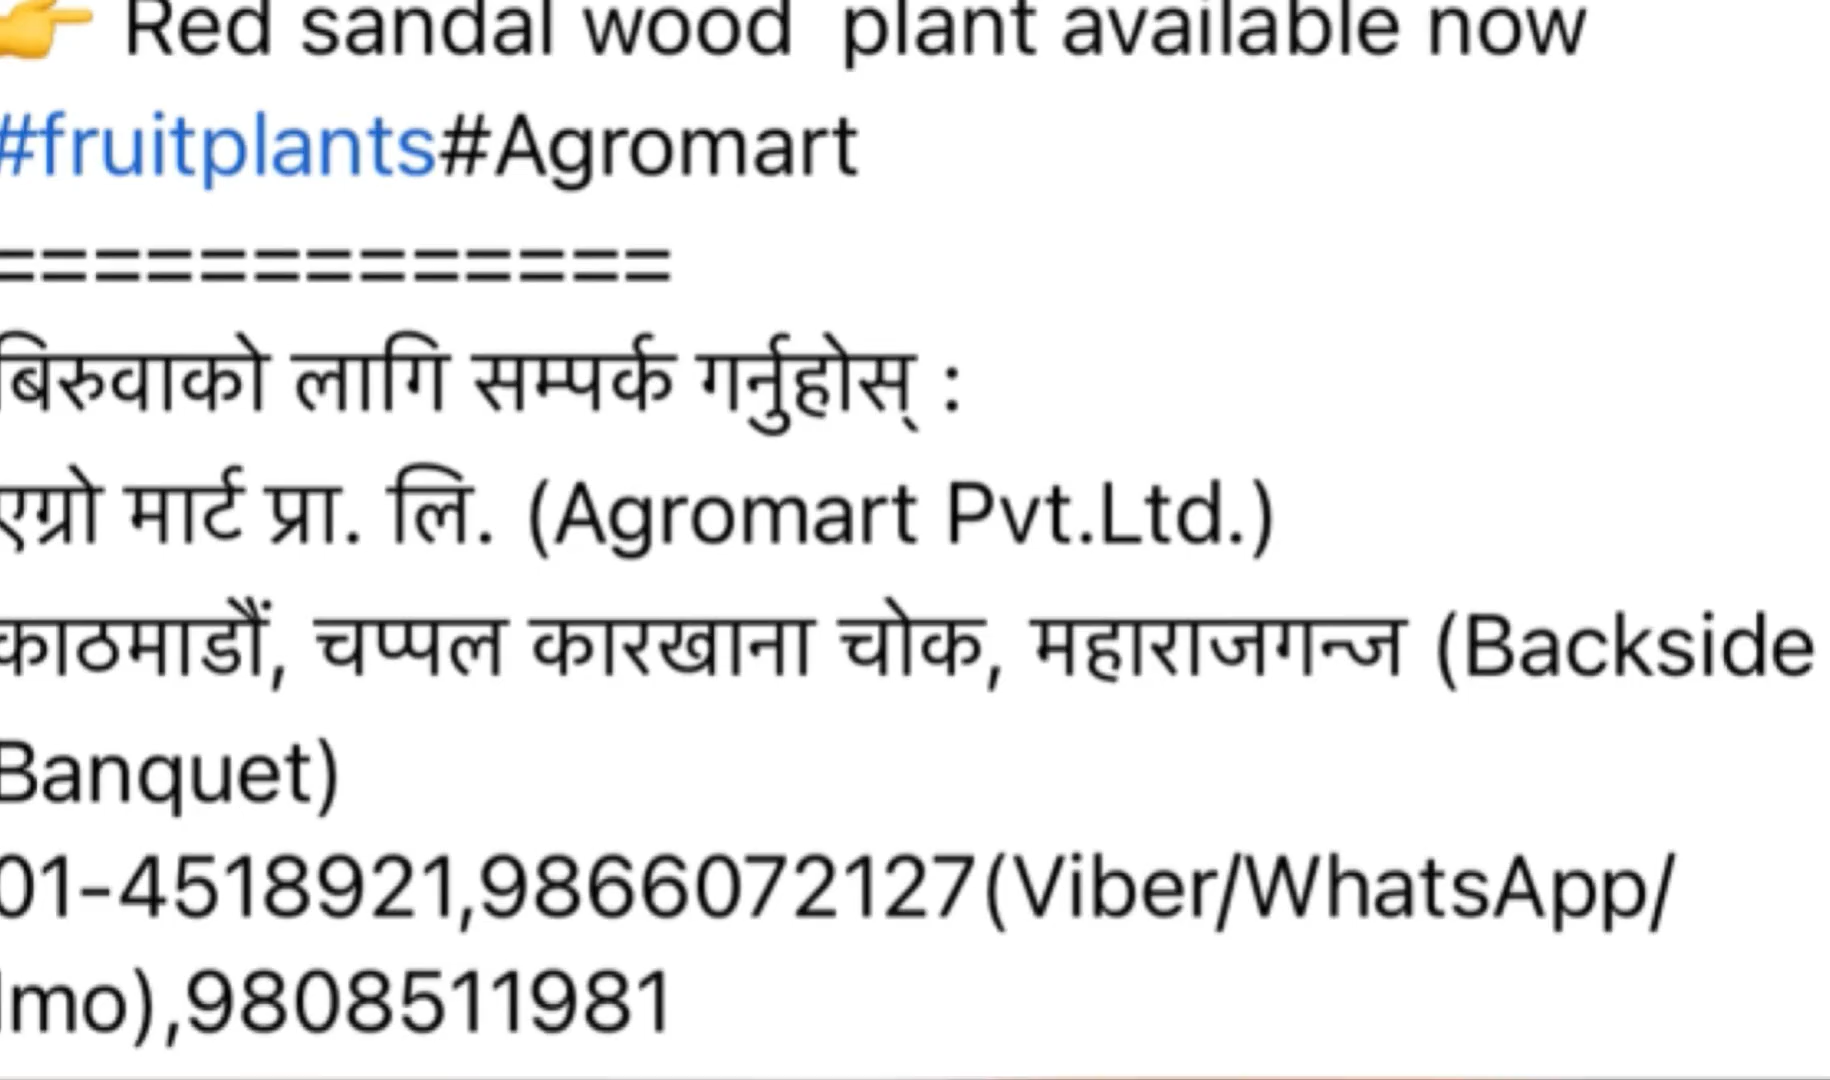 👉 Red sandal wood plant available now
#fruitplants#Agromart
=============
बिरुवाको लागि सम्पर्क गर्नुहोस् :
एग्रो मार्ट प्रा. लि. (Agromart Pvt.Ltd.)
काठमाडौं, चप्पल कारखाना चोक, महाराजगन्ज (Backside
Banquet)
01-4518921,9866072127(Viber/WhatsApp/
Imo),9808511981